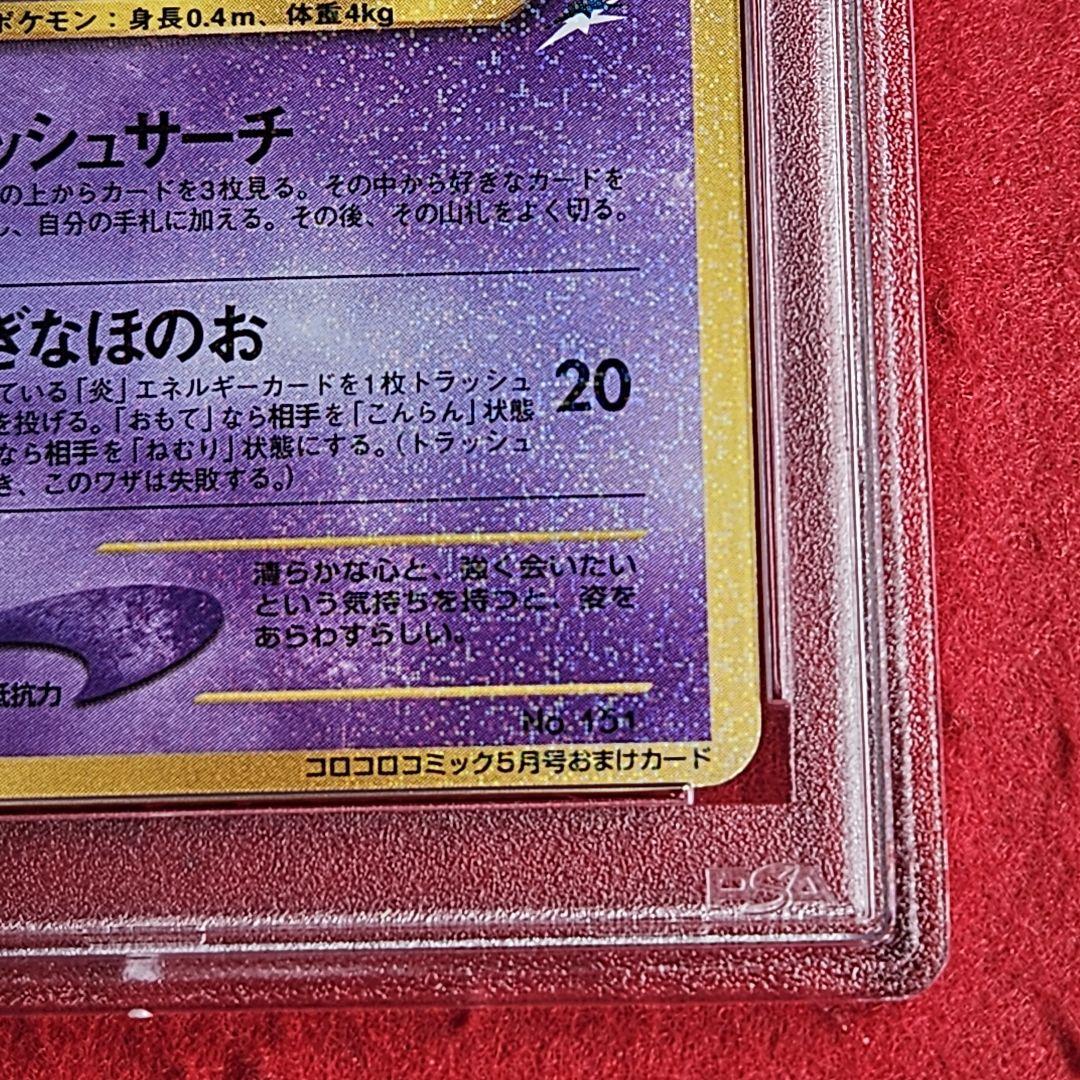 ポケモン：身長0.4m、体重4kg
ッシュサーチ
の上からカードを3枚見る。その中から好きなカードを
し、自分の手札に加える。その後、その山札をよく切る。
ぎなほのお
ている「炎」エネルギーカードを1枚トラッシュ
20
を投げる。「おもて」なら相手を「こんらん」状態
なら相手を「ねむり」状態にする。（トラッシュ
き、このワザは失敗する。）
清らかな心と、強く会いたい
という気持ちを持つと、姿を
あらわすらしい。
抵抗力
No.151
コロコロコミック5月号おまけカード
PSA